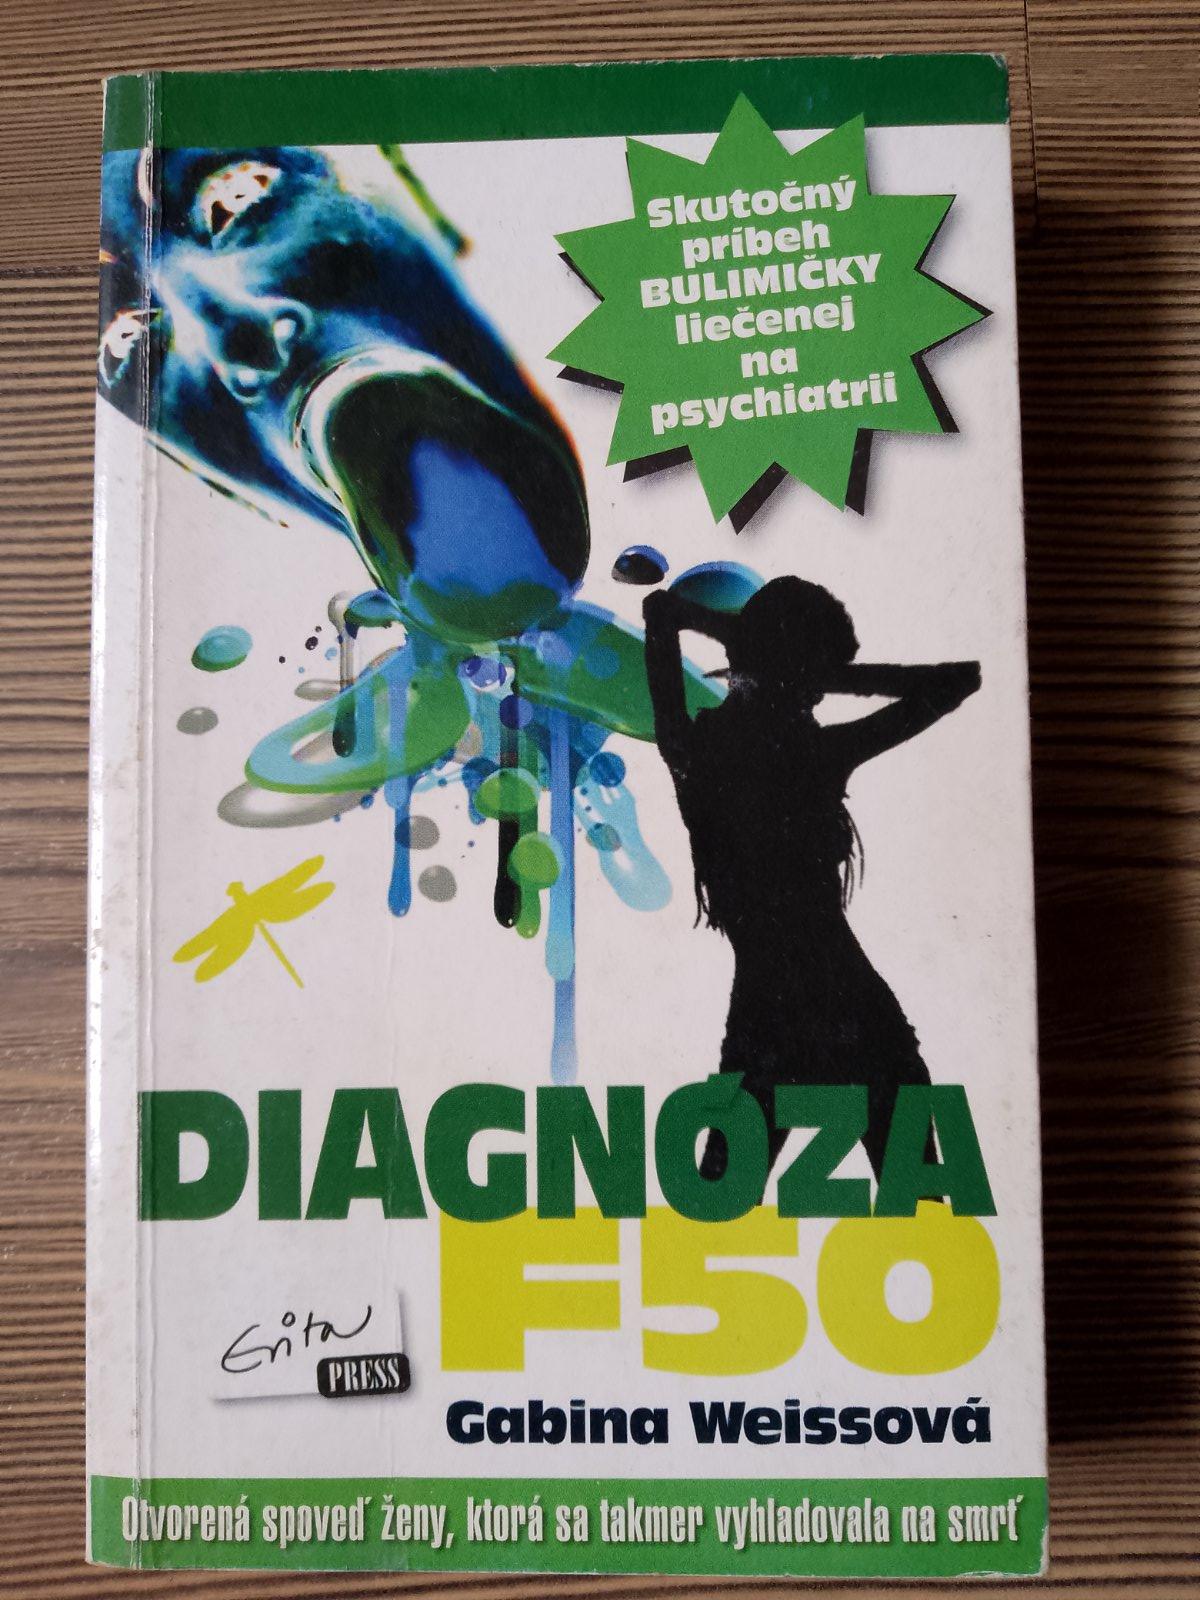 Skutočný
príbeh
BULIMIČKY
liečenej
na
psychiatrii
DIAGNÓZA
F50
Evita
PRESS
Gabina Weissová
Otvorená spoveď ženy, ktorá sa takmer vyhladovala na smrť